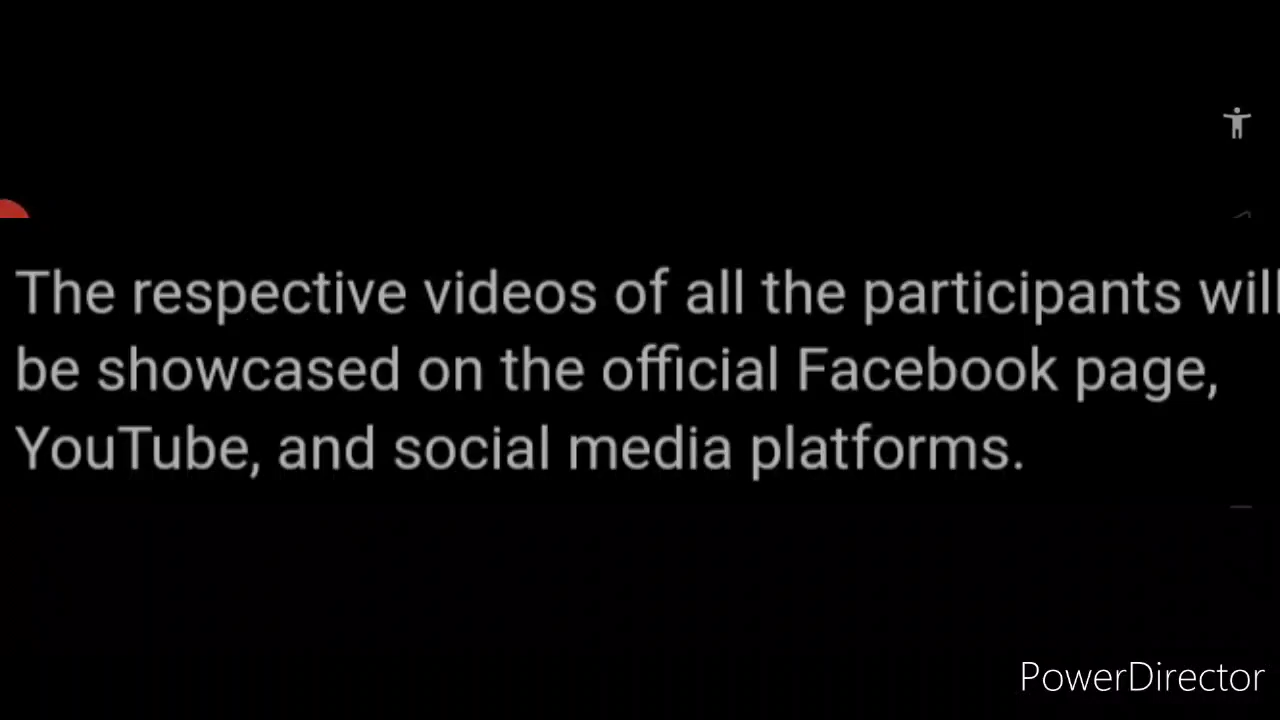 The respective videos of all the participants will
be showcased on the official Facebook page,
YouTube, and social media platforms.
PowerDirector